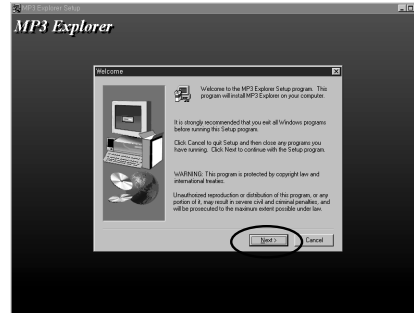 MP3 Explorer Setup
MP3 Explorer
Welcome
Welcome to the MP3 Explorer Setup program. This
program will install MP3 Explorer on your computer.
It is strongly recommended that you exit all Windows programs
before running this Setup program.
Click Cancel to quit Setup and then close any programs you
have running. Click Next to continue with the Setup program.
WARNING: This program is protected by copyright law and
international treaties.
Unauthorized reproduction or distribution of this program, or any
portion of it, may result in severe civil and criminal penalties, and
will be prosecuted to the maximum extent possible under law.
Next > Cancel